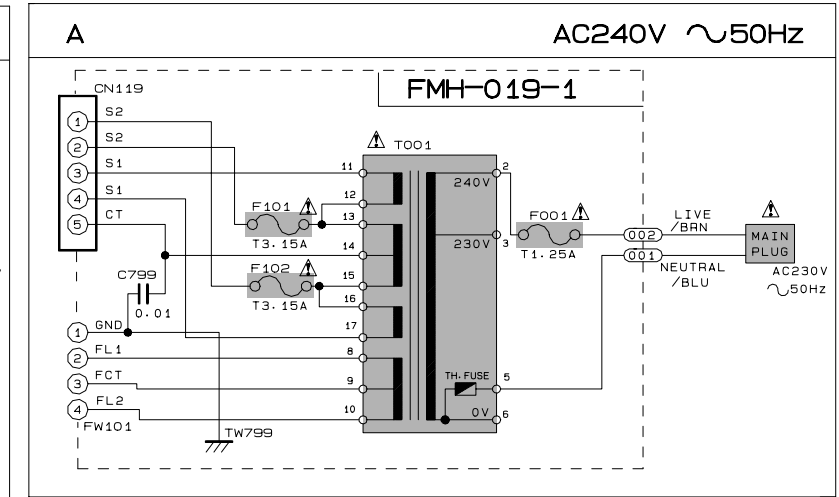 A
AC240V ∿50Hz
FMH-019-1
CN119
1 S2
2 S2
3 S1
4 S1
5 CT
C799
0.01
1 GND
2 FL1
3 FCT
4 FL2
FW101
TW799
F101
T3.15A
F102
T3.15A
T001
11
12
13
14
15
16
17
8
9
10
2
240V
230V
3
TH.FUSE
5
0V
6
F001
T1.25A
002
001
LIVE
/BRN
NEUTRAL
/BLU
MAIN
PLUG
AC230V
∿50Hz